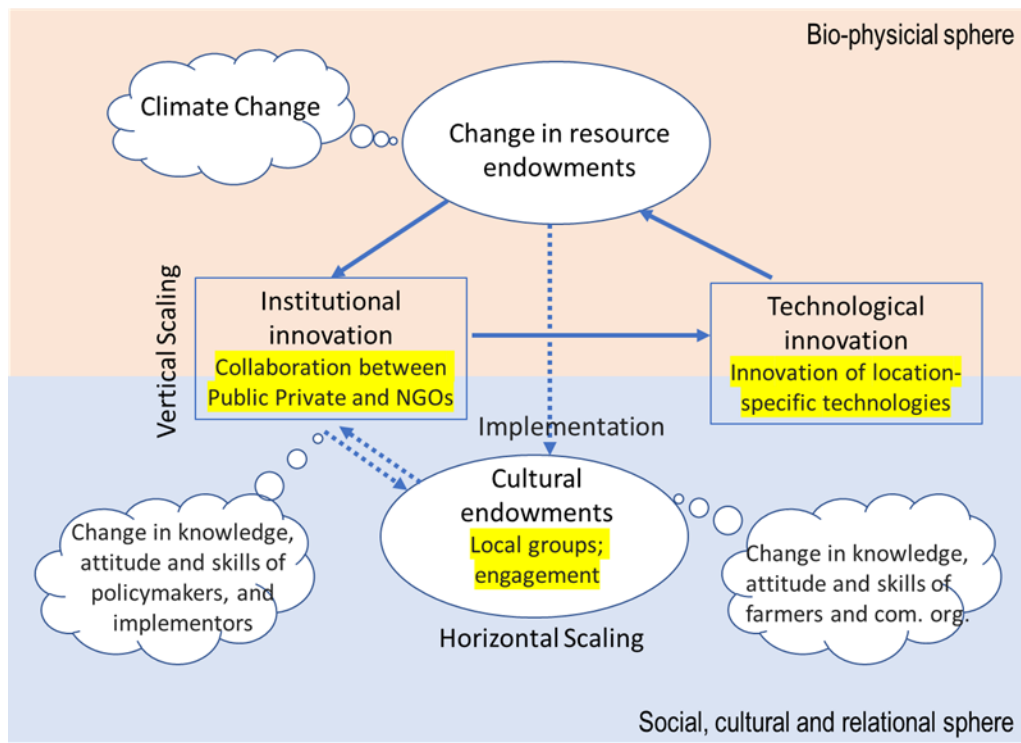 Bio-physicial sphere
Climate Change
Change in resource
endowments
Vertical Scaling
Institutional
innovation
Collaboration between
Public Private and NGOs
Technological
innovation
Innovation of location-
specific technologies
Implementation
Cultural
endowments
Local groups;
engagement
Horizontal Scaling
Change in knowledge,
attitude and skills of
policymakers, and
implementors
Change in knowledge,
attitude and skills of
farmers and com. org.
Social, cultural and relational sphere